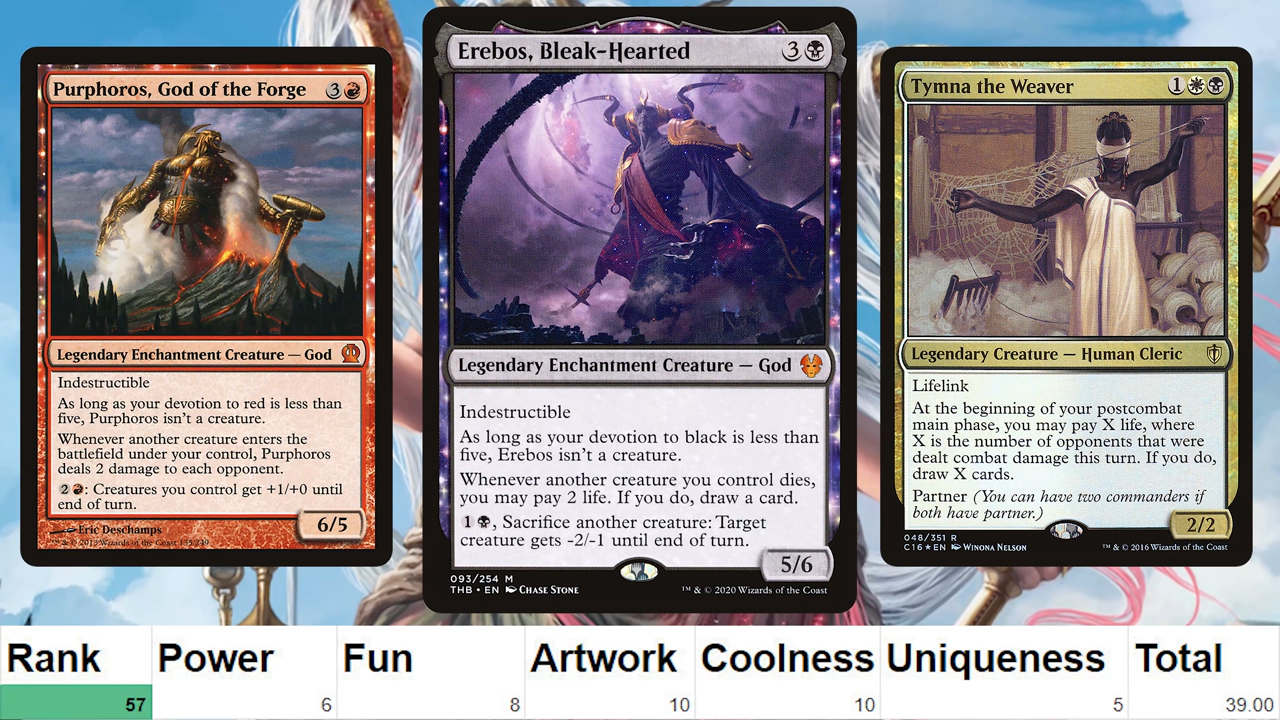 Purphoros, God of the Forge 3
Legendary Enchantment Creature — God
Indestructible
As long as your devotion to red is less than
five, Purphoros isn't a creature.
Whenever another creature enters the
battlefield under your control, Purphoros
deals 2 damage to each opponent.
2: Creatures you control get +1/+0 until
end of turn.
Eric Deschamps
6/5
Erebos, Bleak-Hearted 3
Legendary Enchantment Creature — God
Indestructible
As long as your devotion to black is less than
five, Erebos isn't a creature.
Whenever another creature you control dies,
you may pay 2 life. If you do, draw a card.
1, Sacrifice another creature: Target
creature gets -2/-1 until end of turn.
5/6
093/254 M
THB • EN Chase Stone
™ & © 2020 Wizards of the Coast
Tymna the Weaver 1
Legendary Creature — Human Cleric
Lifelink
At the beginning of your postcombat
main phase, you may pay X life, where
X is the number of opponents that were
dealt combat damage this turn. If you do,
draw X cards.
Partner (You can have two commanders if
both have partner.)
2/2
048/351 R
C16★EN Winona Nelson
™ & © 2016 Wizards of the Coast
Rank Power Fun Artwork Coolness Uniqueness Total
57 6 8 10 10 5 39.00